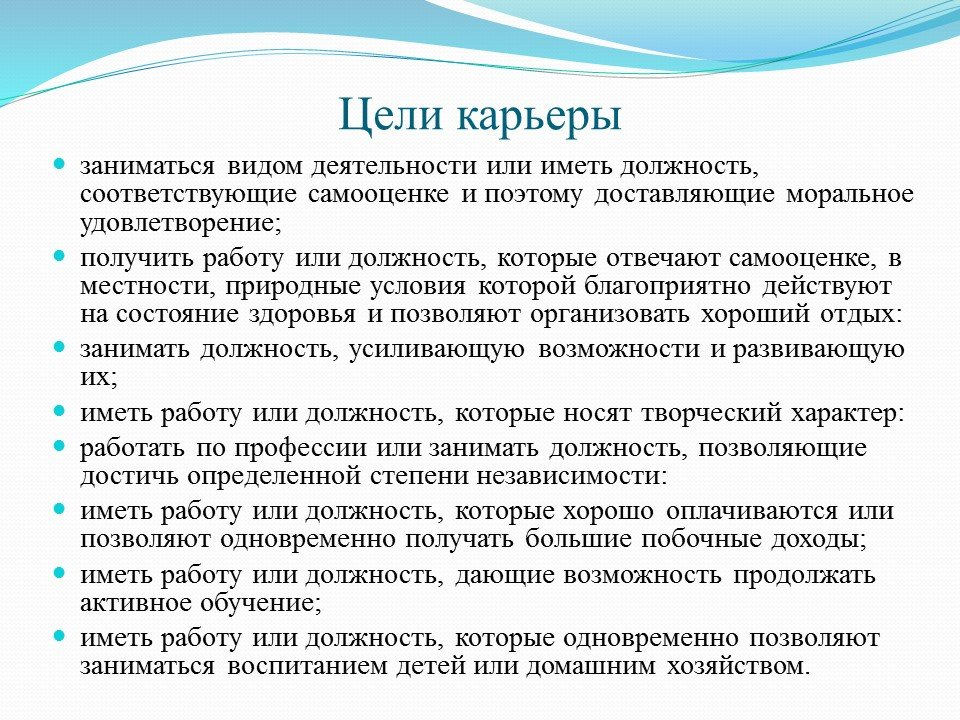 Цели карьеры
• заниматься видом деятельности или иметь должность,
соответствующие самооценке и поэтому доставляющие моральное
удовлетворение;
• получить работу или должность, которые отвечают самооценке, в
местности, природные условия которой благоприятно действуют
на состояние здоровья и позволяют организовать хороший отдых:
• занимать должность, усиливающую возможности и развивающую
их;
• иметь работу или должность, которые носят творческий характер:
• работать по профессии или занимать должность, позволяющие
достичь определенной степени независимости:
• иметь работу или должность, которые хорошо оплачиваются или
позволяют одновременно получать большие побочные доходы;
• иметь работу или должность, дающие возможность продолжать
активное обучение;
• иметь работу или должность, которые одновременно позволяют
заниматься воспитанием детей или домашним хозяйством.